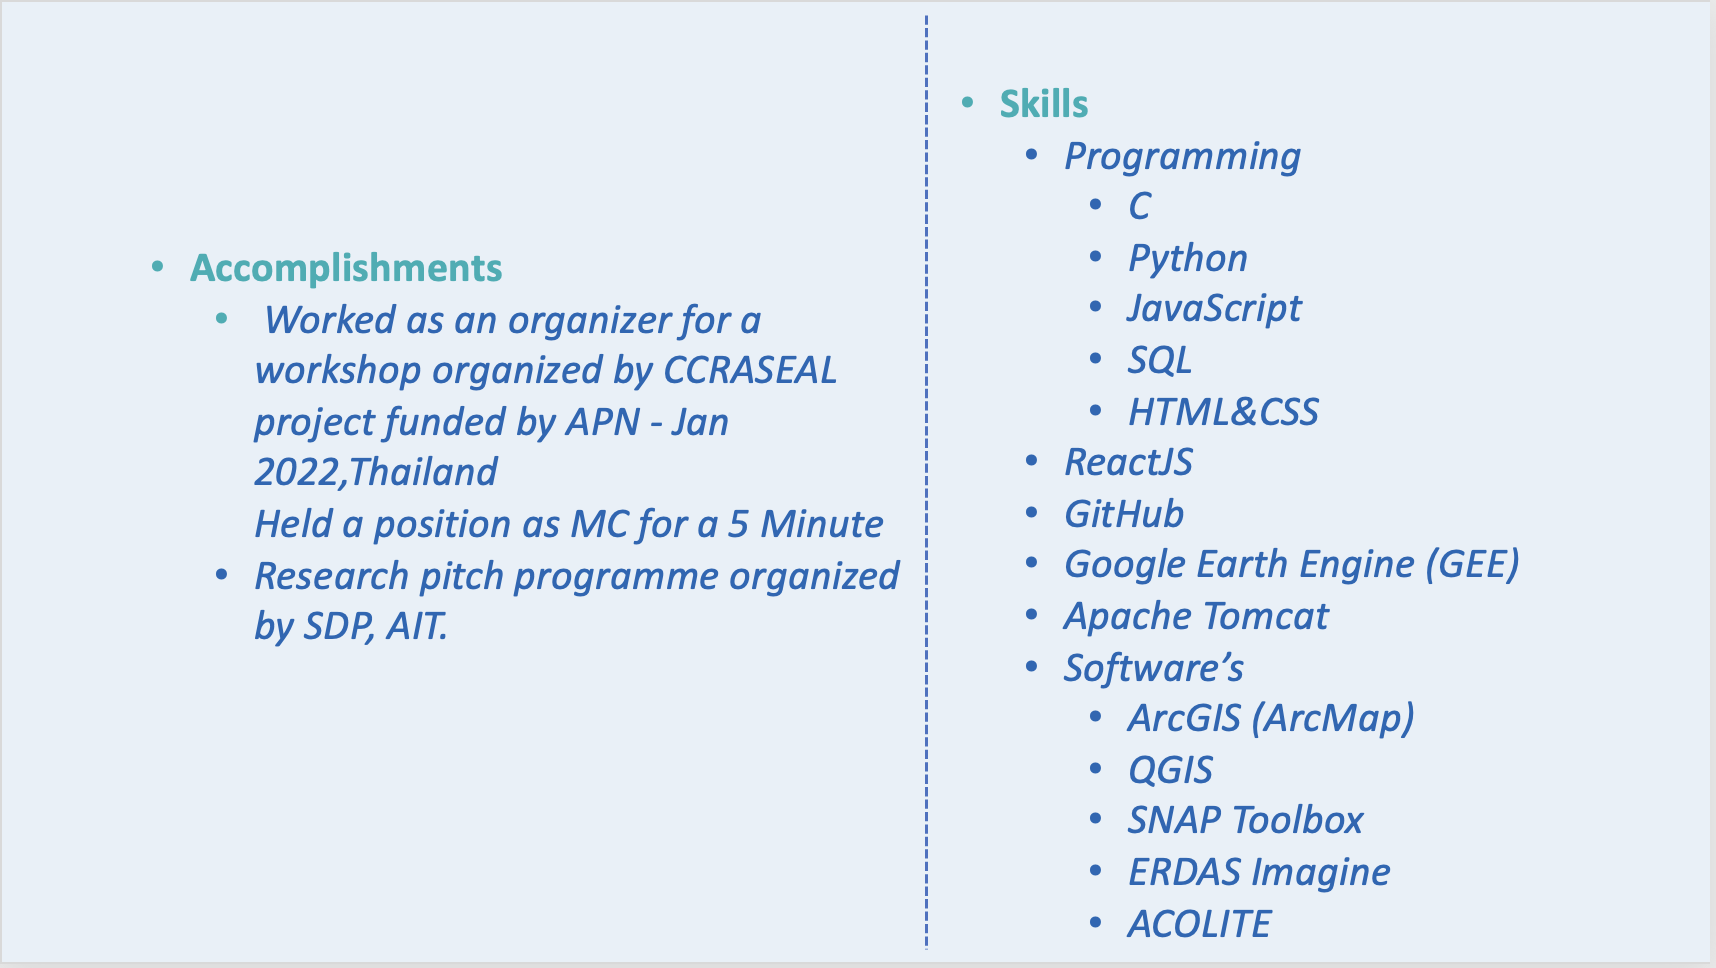 • Accomplishments
• Worked as an organizer for a
workshop organized by CCRASEAL
project funded by APN - Jan
2022,Thailand
Held a position as MC for a 5 Minute
• Research pitch programme organized
by SDP, AIT.
• Skills
• Programming
• C
• Python
• JavaScript
• SQL
• HTML&CSS
• ReactJS
• GitHub
• Google Earth Engine (GEE)
• Apache Tomcat
• Software’s
• ArcGIS (ArcMap)
• QGIS
• SNAP Toolbox
• ERDAS Imagine
• ACOLITE